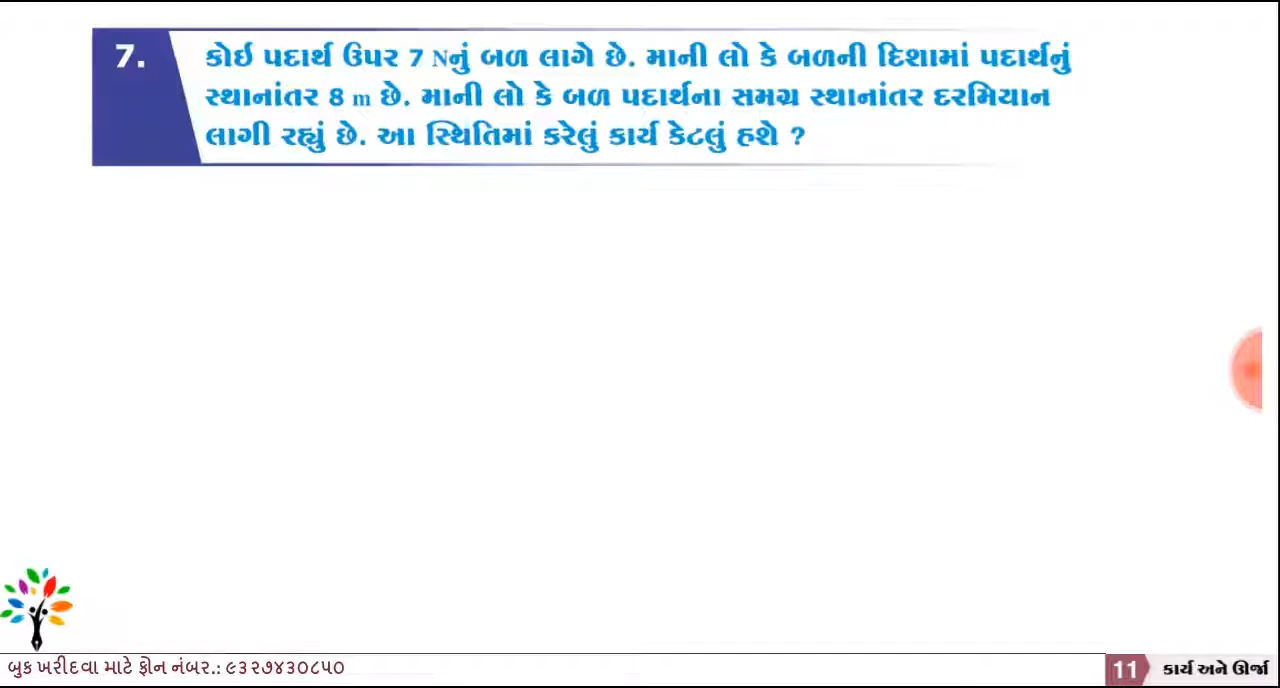 7.
કોઈ પદાર્થ ઉપર 7 Nનું બળ લાગે છે. માની લો કે બળની દિશામાં પદાર્થનું
સ્થાનાંતર 8 m છે. માની લો કે બળ પદાર્થના સમગ્ર સ્થાનાંતર દરમિયાન
લાગી રહ્યું છે. આ સ્થિતિમાં કરેલું કાર્ય કેટલું હશે ?
બુક ખરીદવા માટે ફોન નંબર.: ૯૩૨૭૪૩૦૮૫૦
11 કાર્ય અને ઊર્જા